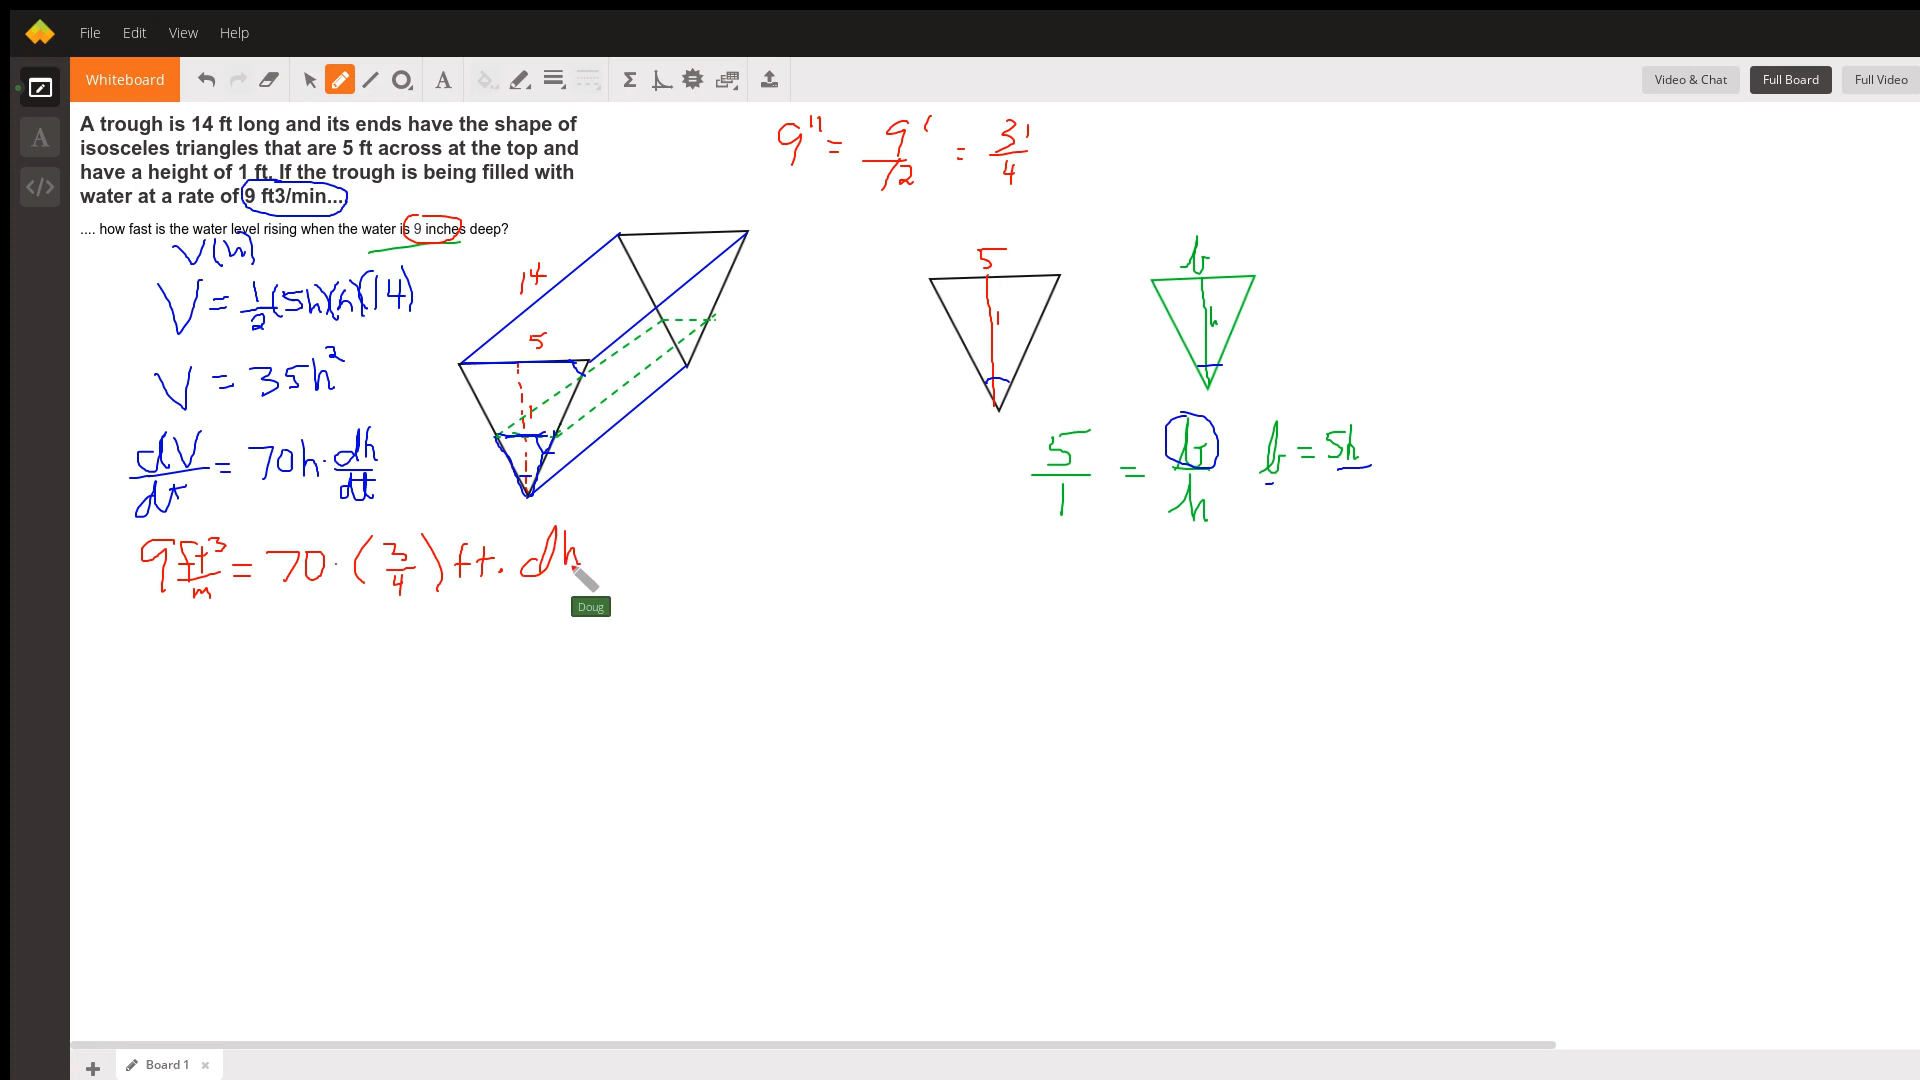 File Edit View Help
Whiteboard
Video & Chat Full Board Full Video
A trough is 14 ft long and its ends have the shape of
isosceles triangles that are 5 ft across at the top and
have a height of 1 ft. If the trough is being filled with
water at a rate of 9 ft3/min...
.... how fast is the water level rising when the water is 9 inches deep?
9" = 9'/12 = 3'/4
V(h)
V = 1/2 (5h)(h)(14)
V = 35h²
dV/dt = 70h · dh/dt
9 ft³/m = 70 · (3/4) ft. dh
Doug
14
5
1
5
1
b
h
5/1 = b/h b = 5h
Board 1